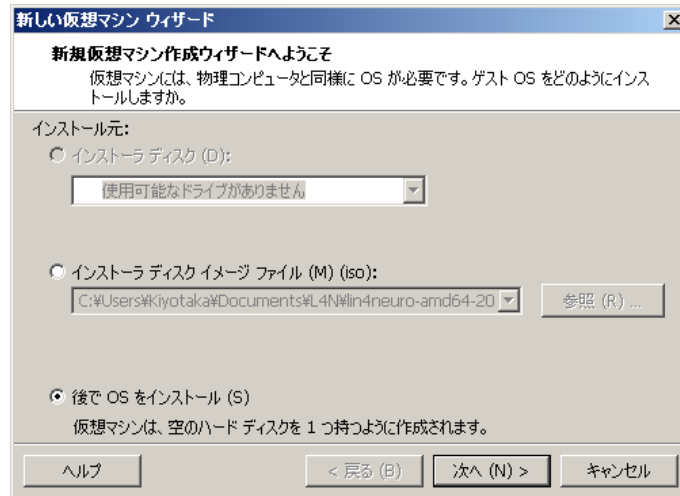 新しい仮想マシン ウィザード
新規仮想マシン作成ウィザードへようこそ
仮想マシンには、物理コンピュータと同様に OS が必要です。ゲスト OS をどのようにインス
トールしますか。
インストール元:
インストーラ ディスク (D):
使用可能なドライブがありません
インストーラ ディスク イメージ ファイル (M) (iso):
C:¥Users¥Kiyotaka¥Documents¥L4N¥lin4neuro-amd64-20
参照 (R) ...
後で OS をインストール (S)
仮想マシンは、空のハード ディスクを 1 つ持つように作成されます。
ヘルプ
< 戻る (B)
次へ (N) >
キャンセル